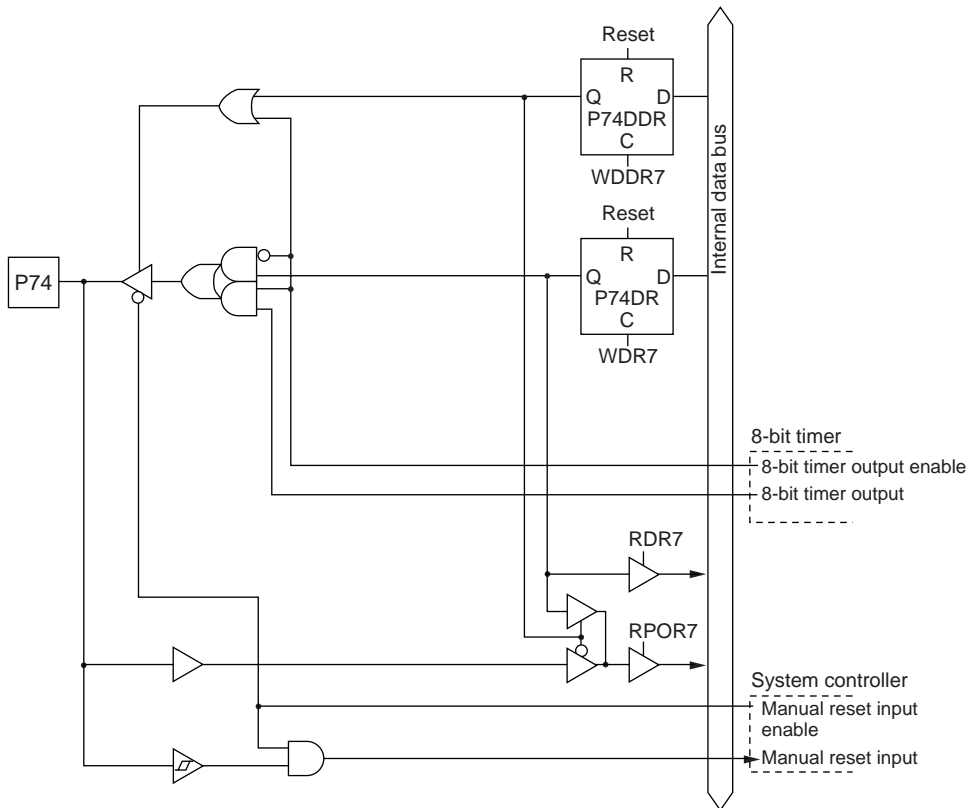 Reset
R
Q D
P74DDR
C
WDDR7
Internal data bus
Reset
R
P74
Q D
P74DR
C
WDR7
8-bit timer
8-bit timer output enable
8-bit timer output
RDR7
RPOR7
System controller
Manual reset input
enable
Manual reset input